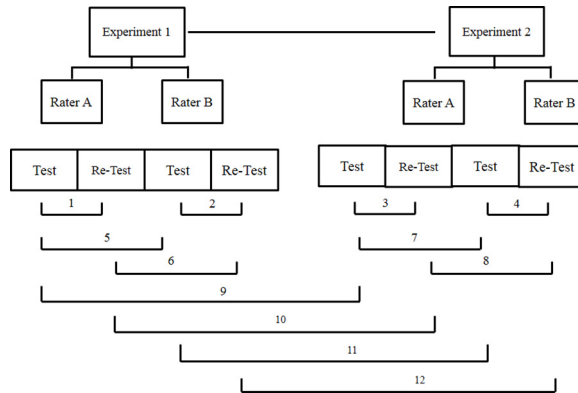 Experiment 1
Experiment 2
Rater A
Rater B
Rater A
Rater B
Test
Re-Test
Test
Re-Test
Test
Re-Test
Test
Re-Test
1
2
3
4
5
7
6
8
9
10
11
12